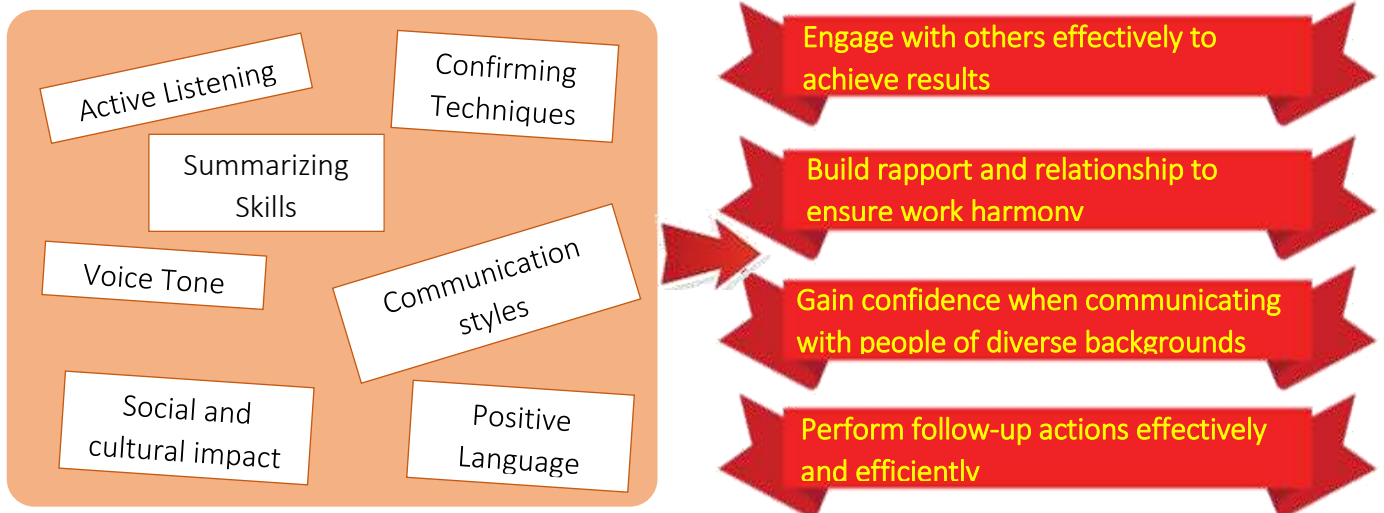 Active Listening
Confirming
Techniques
Summarizing
Skills
Voice Tone
Communication
styles
Social and
cultural impact
Positive
Language
Engage with others effectively to
achieve results
Build rapport and relationship to
ensure work harmony
Gain confidence when communicating
with people of diverse backgrounds
Perform follow-up actions effectively
and efficiently